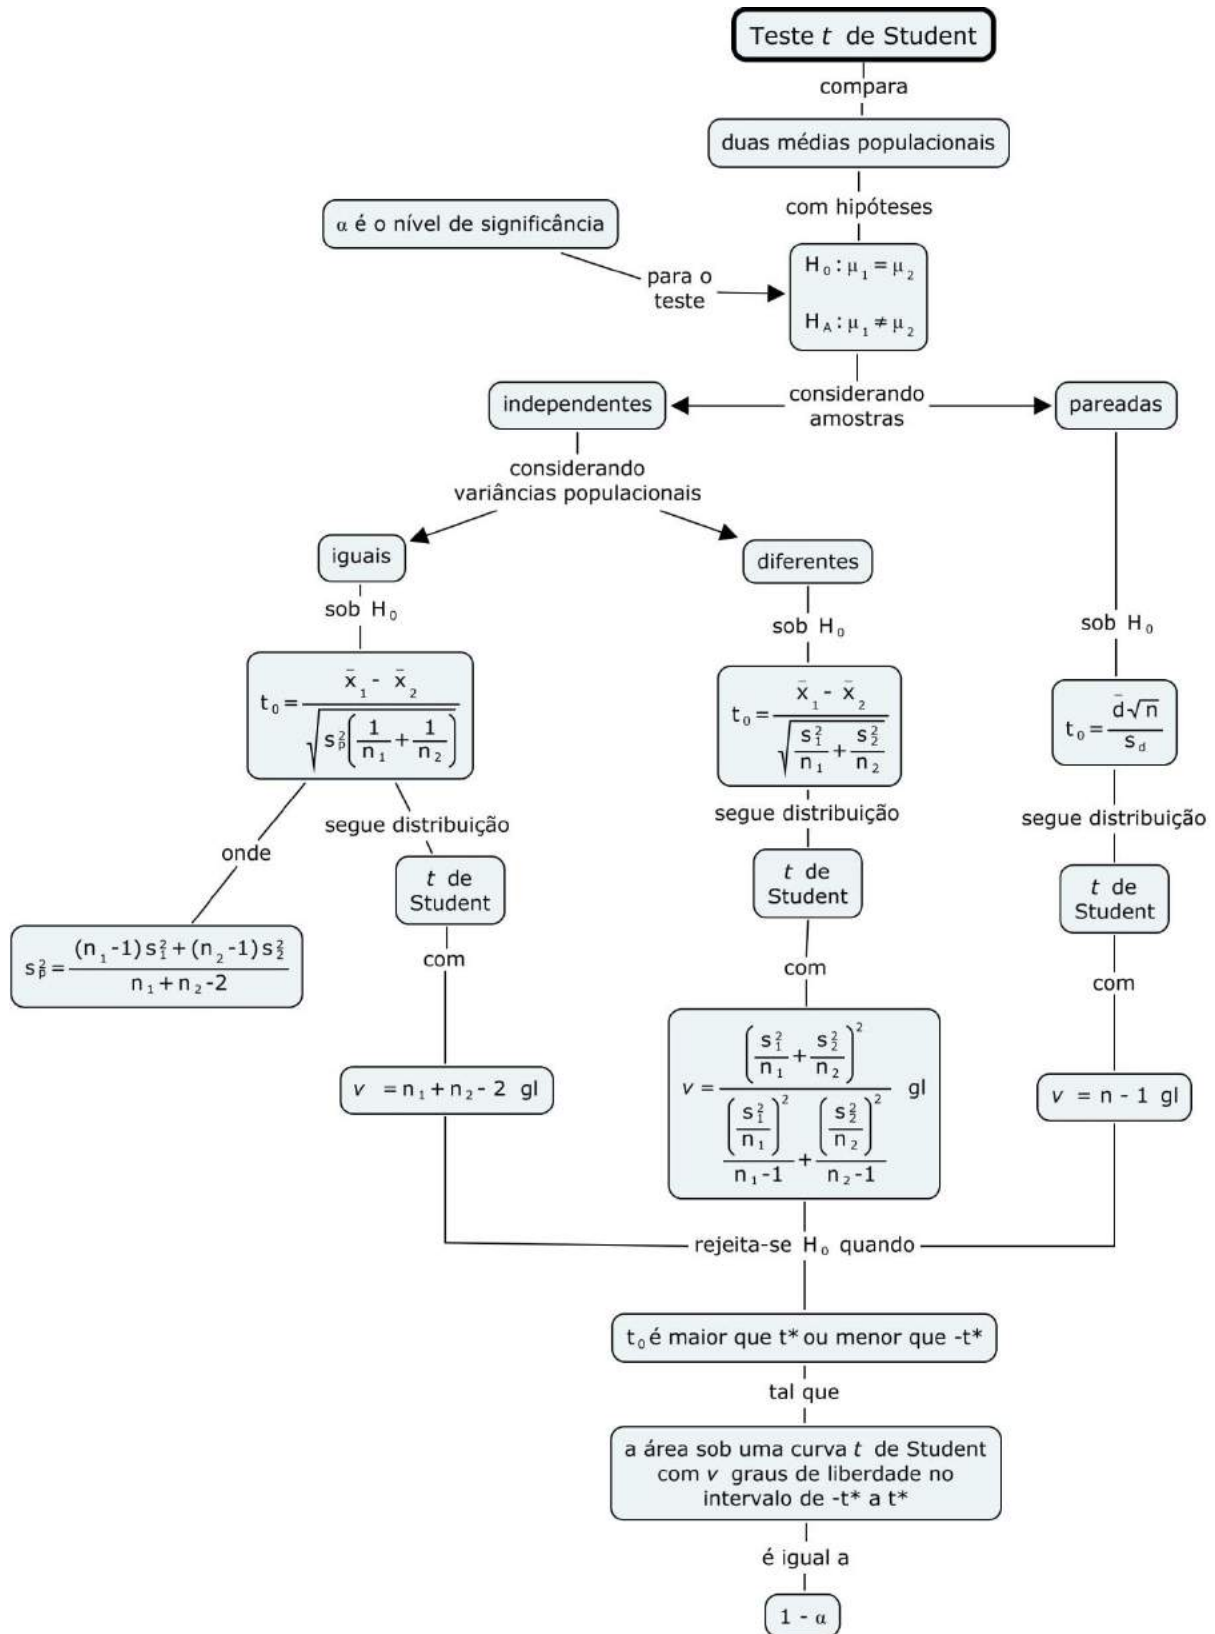 Teste t de Student
compara
duas médias populacionais
com hipóteses
α é o nível de significância
para o
teste
H₀ : μ₁ = μ₂
H_A : μ₁ ≠ μ₂
considerando
amostras
independentes
pareadas
considerando
variâncias populacionais
iguais
diferentes
sob H₀
sob H₀
sob H₀
t₀ = (x̄₁ - x̄₂) / √(s²ₚ(1/n₁ + 1/n₂))
t₀ = (x̄₁ - x̄₂) / √(s₁²/n₁ + s₂²/n₂)
t₀ = d̄√n / s_d
onde
segue distribuição
segue distribuição
segue distribuição
s²ₚ = ((n₁-1)s₁² + (n₂-1)s₂²) / (n₁+n₂-2)
t de
Student
t de
Student
t de
Student
com
com
com
v = n₁ + n₂ - 2 gl
v = (s₁²/n₁ + s₂²/n₂)² / ((s₁²/n₁)²/(n₁-1) + (s₂²/n₂)²/(n₂-1)) gl
v = n - 1 gl
rejeita-se H₀ quando
t₀ é maior que t* ou menor que -t*
tal que
a área sob uma curva t de Student
com v graus de liberdade no
intervalo de -t* a t*
é igual a
1 - α